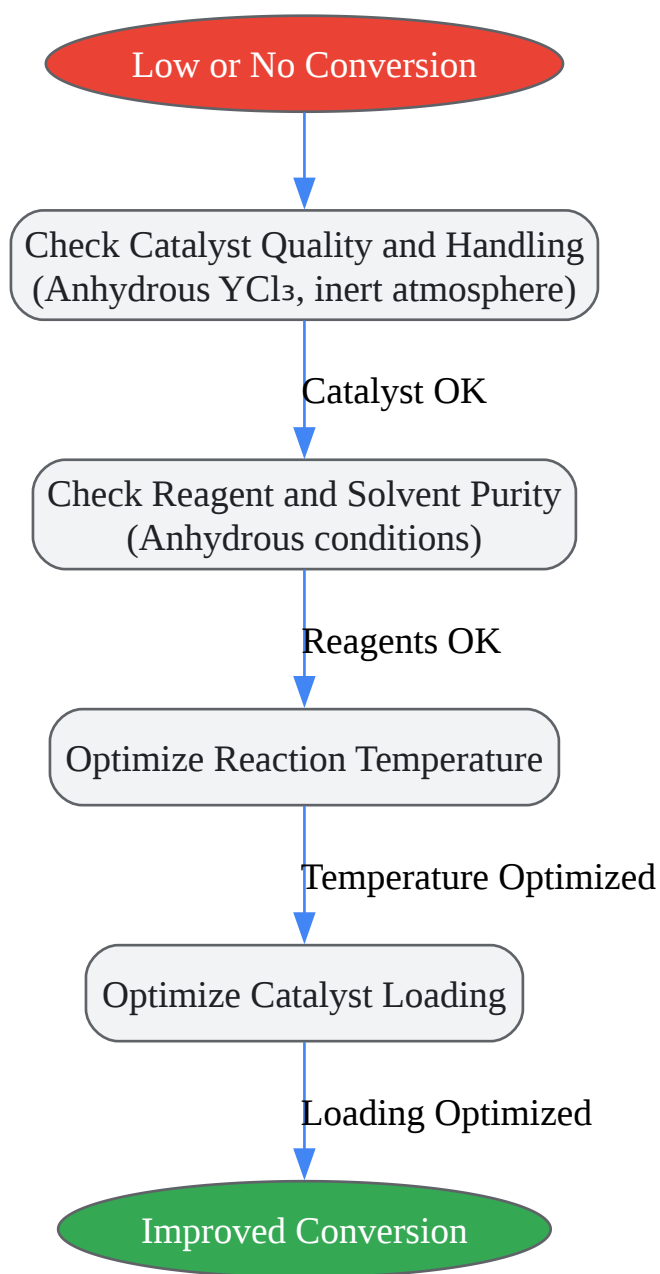 Low or No Conversion
Check Catalyst Quality and Handling
(Anhydrous YCl₃, inert atmosphere)
Catalyst OK
Check Reagent and Solvent Purity
(Anhydrous conditions)
Reagents OK
Optimize Reaction Temperature
Temperature Optimized
Optimize Catalyst Loading
Loading Optimized
Improved Conversion